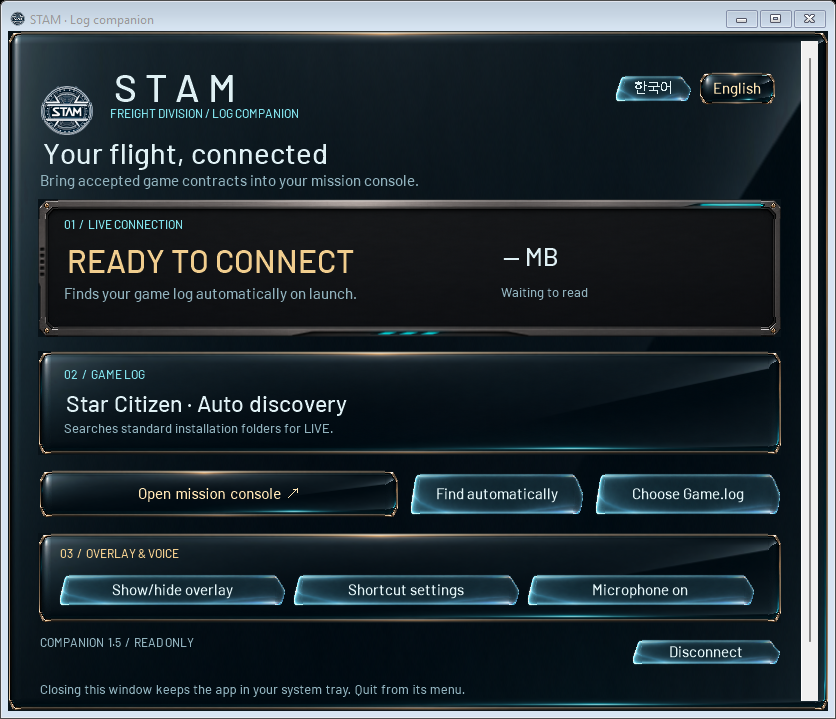 STAM · Log companion
STAM
STAM
FREIGHT DIVISION / LOG COMPANION
한국어
English
Your flight, connected
Bring accepted game contracts into your mission console.
01 / LIVE CONNECTION
READY TO CONNECT
— MB
Finds your game log automatically on launch.
Waiting to read
02 / GAME LOG
Star Citizen · Auto discovery
Searches standard installation folders for LIVE.
Open mission console ↗
Find automatically
Choose Game.log
03 / OVERLAY & VOICE
Show/hide overlay
Shortcut settings
Microphone on
COMPANION 1.5 / READ ONLY
Disconnect
Closing this window keeps the app in your system tray. Quit from its menu.